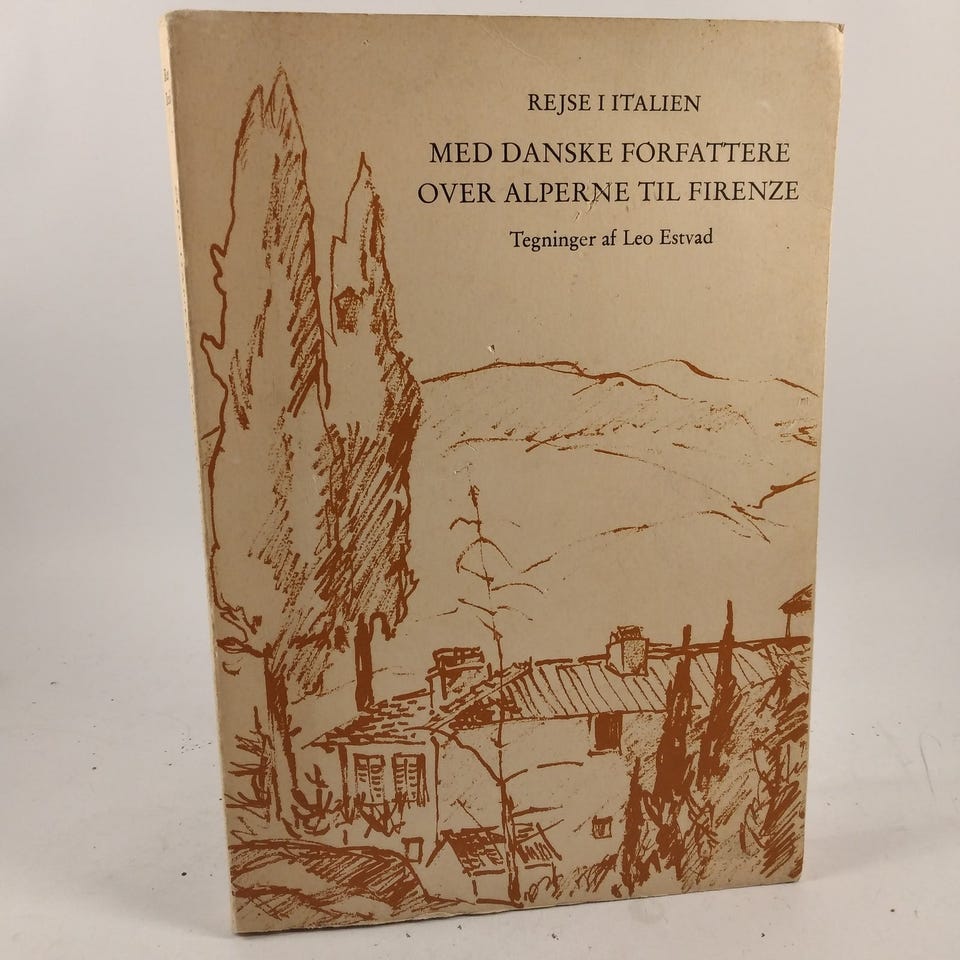 REJSE I ITALIEN
MED DANSKE FORFATTERE
OVER ALPERNE TIL FIRENZE
Tegninger af Leo Estvad